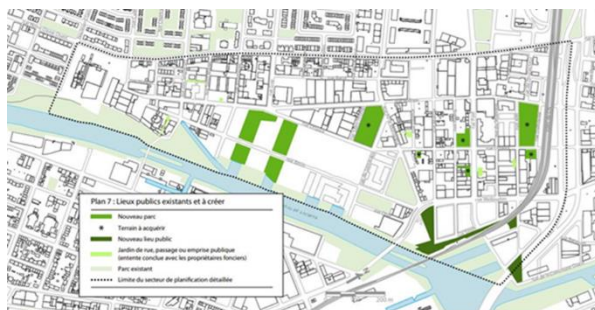 Plan 7 : Lieux publics existants et à créer
Nouveau parc
Terrain à acquérir
Nouveau lieu public
Jardin de rue, passage ou emprise publique
(entente conclue avec les propriétaires fonciers)
Parc existant
Limite du secteur de planification détaillée
200 m